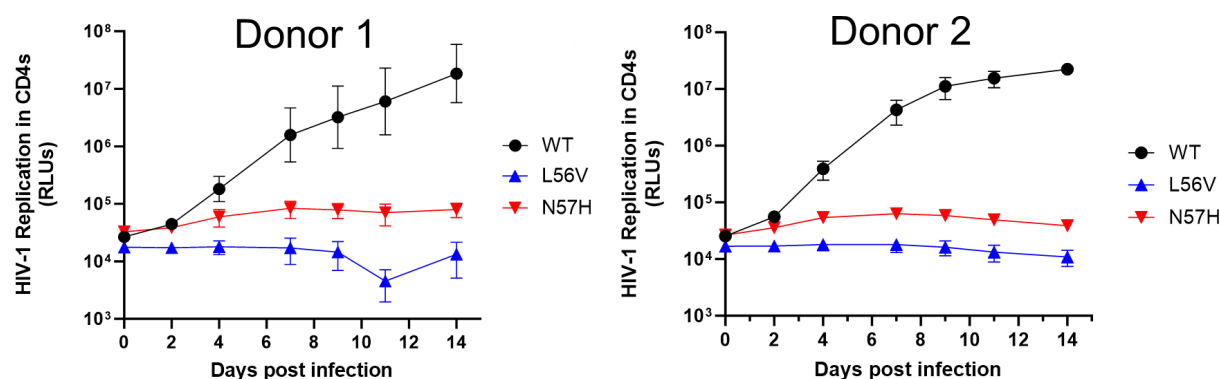 Donor 1
HIV-1 Replication in CD4s
(RLUs)
10⁸
10⁷
10⁶
10⁵
10⁴
10³
0 2 4 6 8 10 12 14
Days post infection
WT
L56V
N57H
Donor 2
HIV-1 Replication in CD4s
(RLUs)
10⁸
10⁷
10⁶
10⁵
10⁴
10³
0 2 4 6 8 10 12 14
Days post infection
WT
L56V
N57H